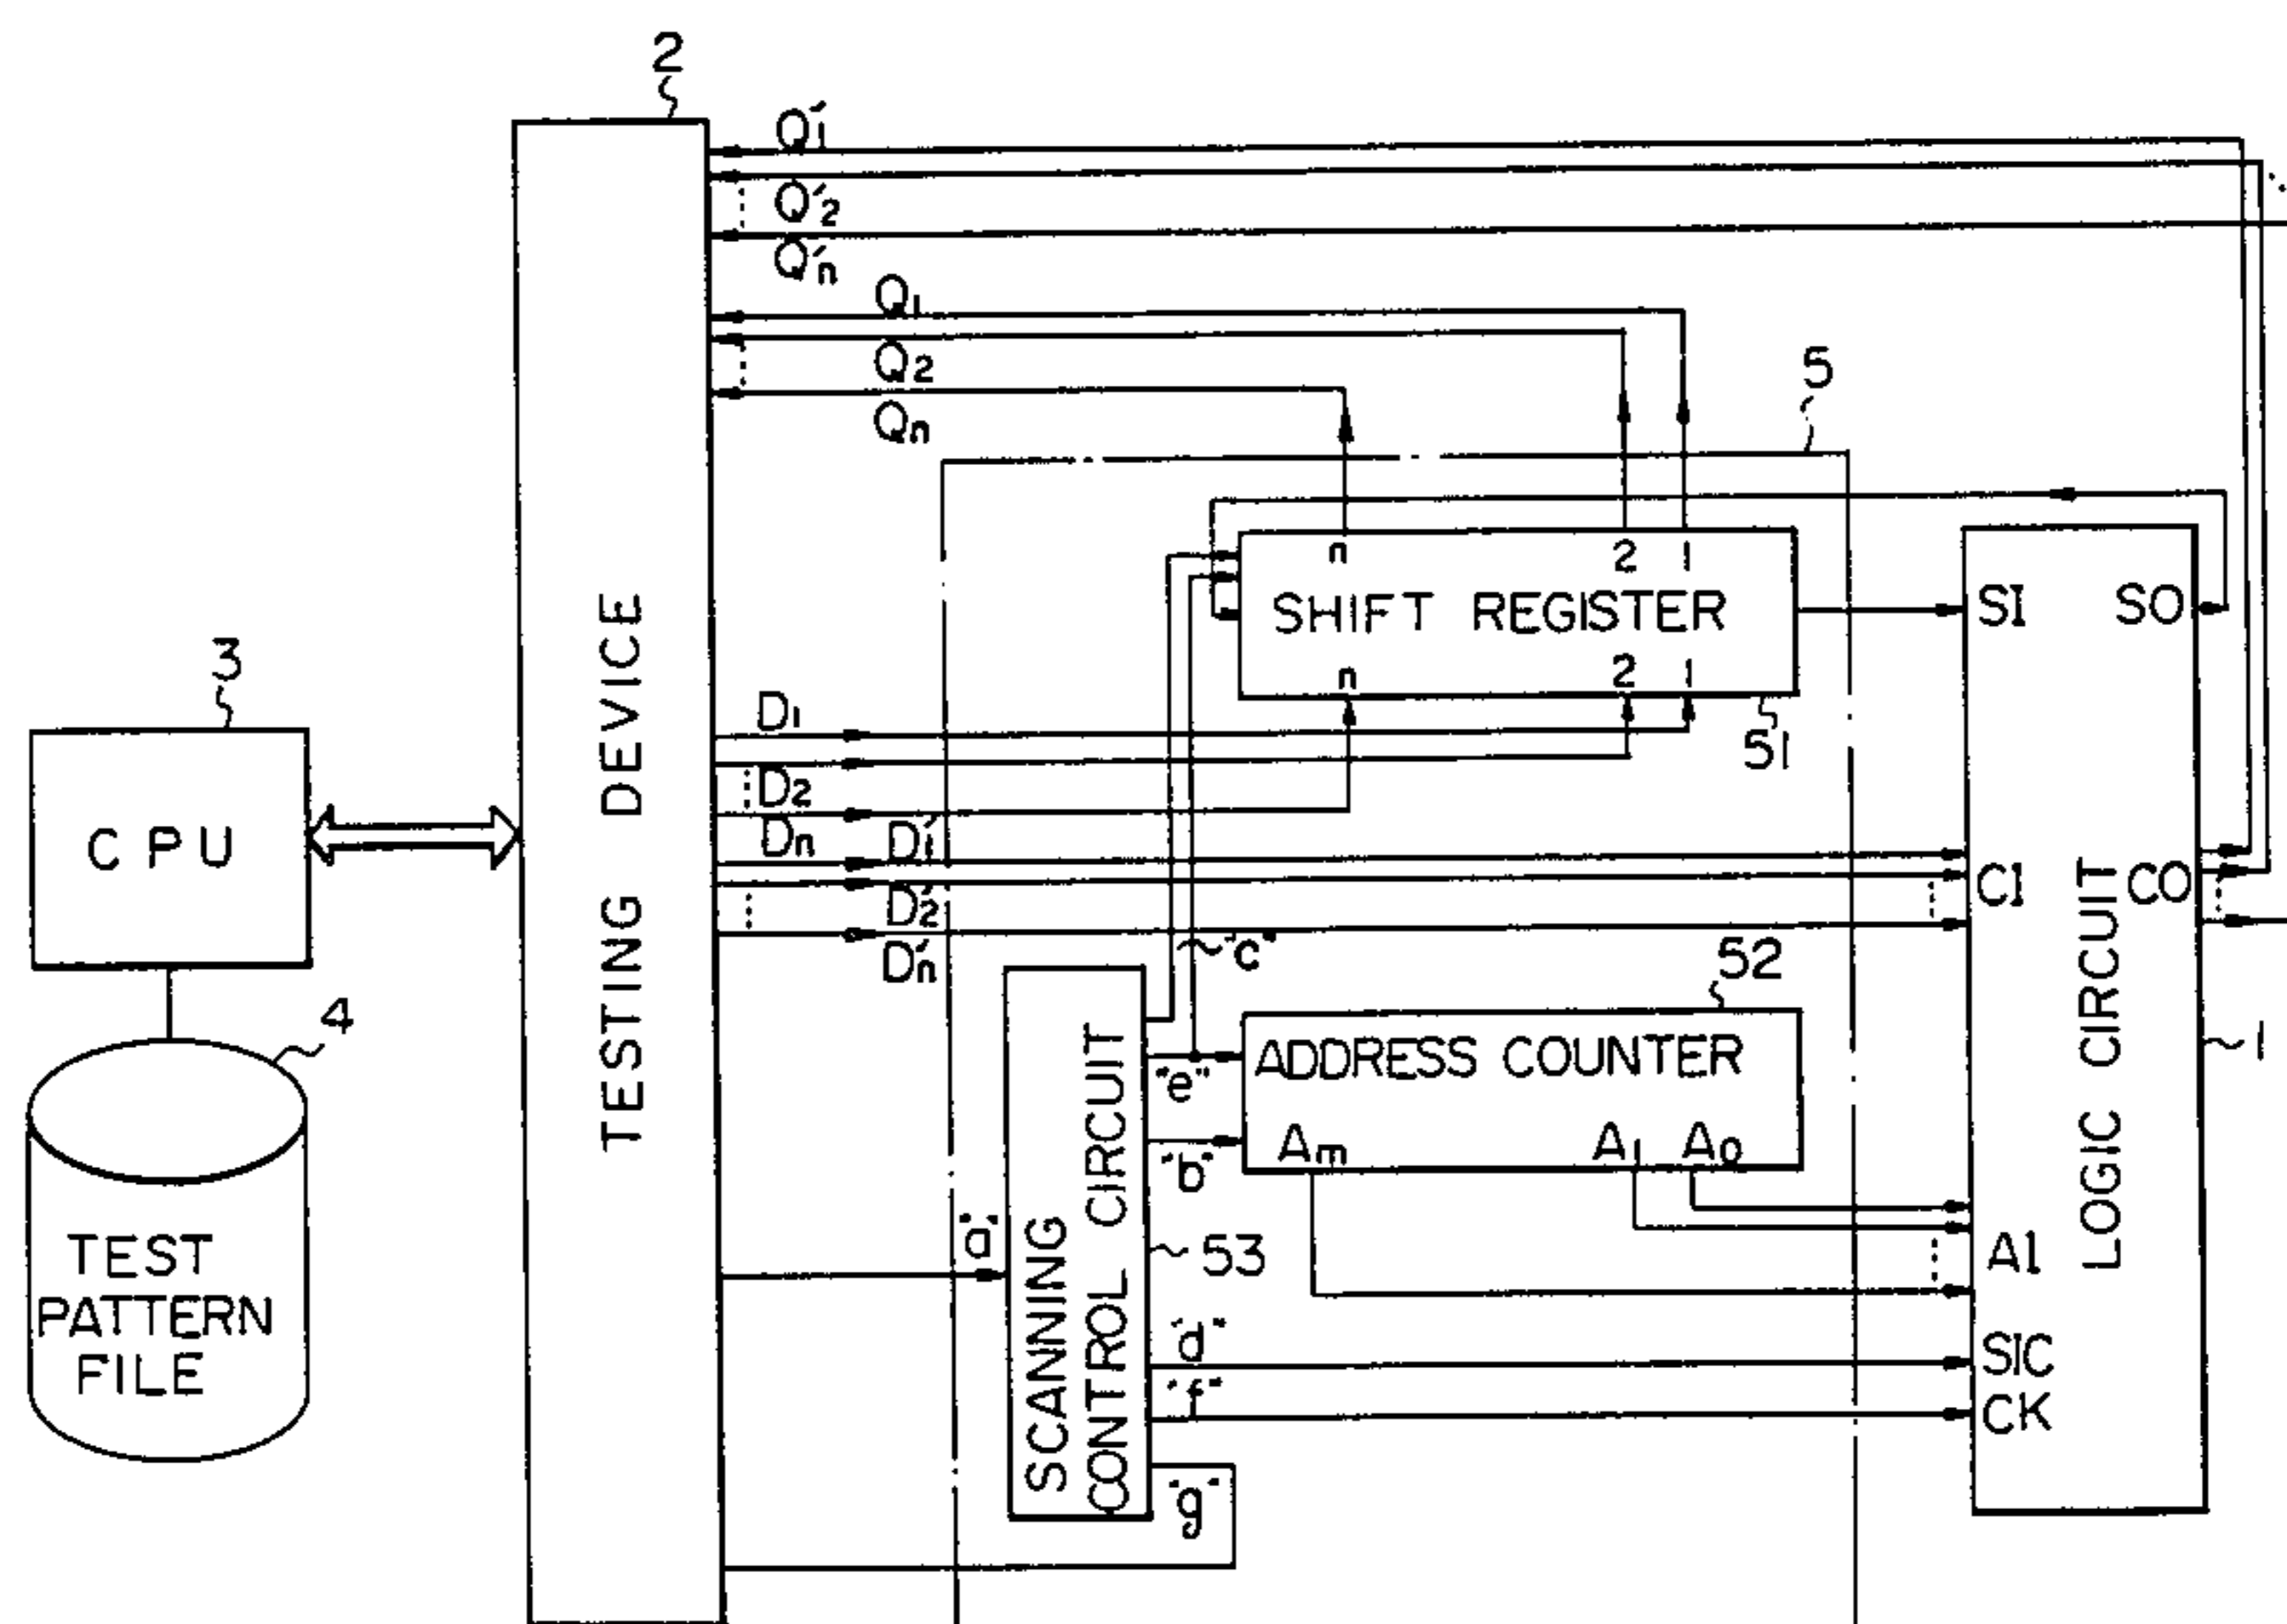 2
Q'1
Q'2
Q'n
Q1
Q2
Qn
5
n 2 1
SHIFT REGISTER
n 2 1
51
SI SO
3
CPU
TESTING DEVICE
D1
D2
Dn
D'1
D'2
D'n
CI CO
"c"
52
4
ADDRESS COUNTER
Am A1 A0
"e"
"b"
LOGIC CIRCUIT
1
TEST
PATTERN
FILE
"a"
SCANNING
CONTROL CIRCUIT
53
AI
"d"
SIC
"f"
CK
"g"